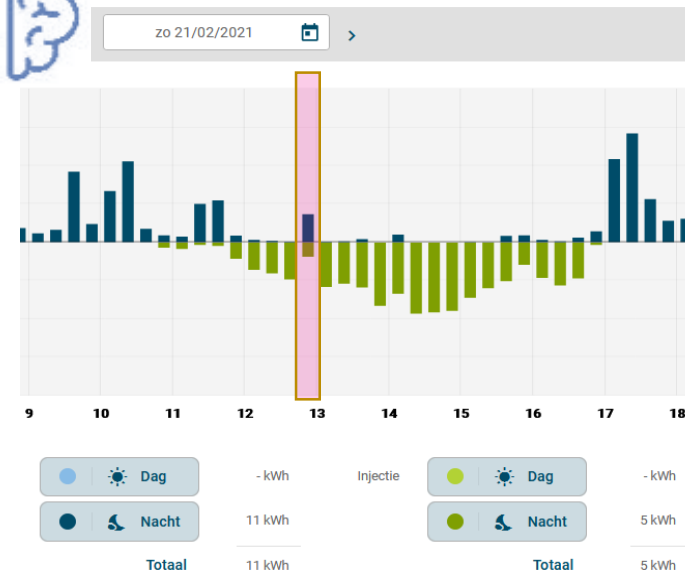 zo 21/02/2021
9 10 11 12 13 14 15 16 17 18
Dag - kWh Injectie Dag - kWh
Nacht 11 kWh Nacht 5 kWh
Totaal 11 kWh Totaal 5 kWh